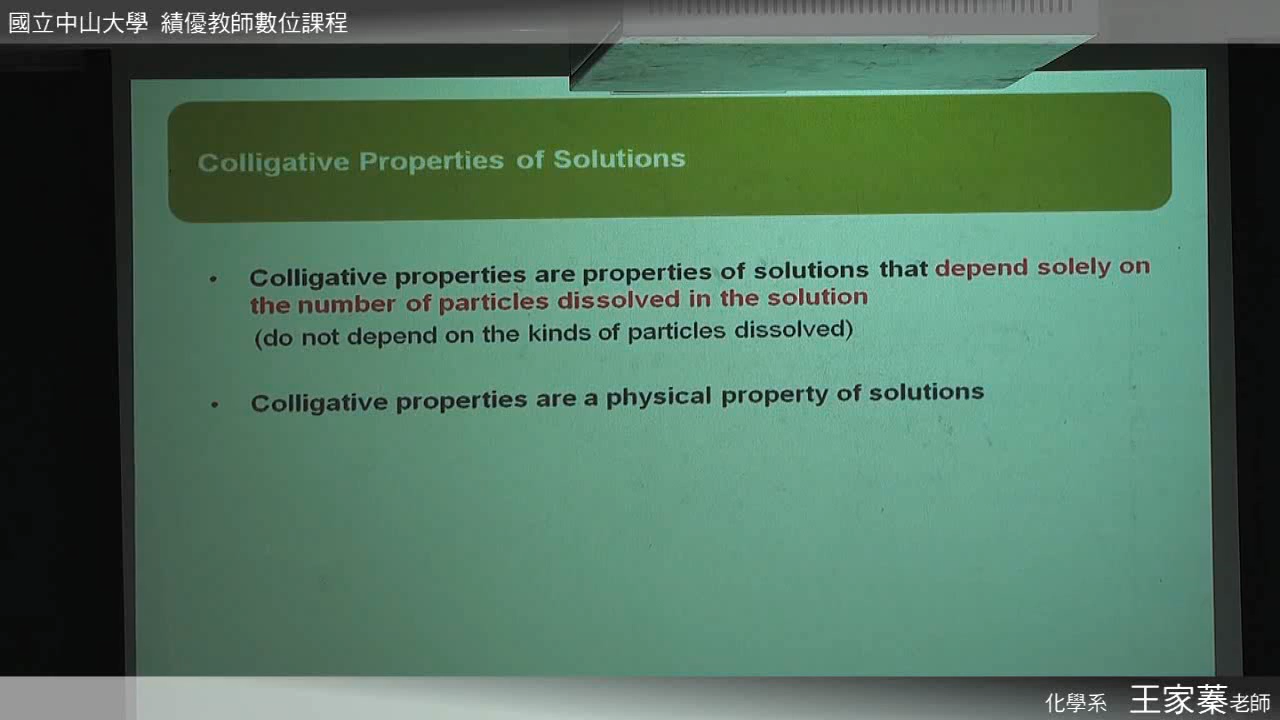 國立中山大學 績優教師數位課程
Colligative Properties of Solutions
• Colligative properties are properties of solutions that depend solely on
the number of particles dissolved in the solution
(do not depend on the kinds of particles dissolved)
• Colligative properties are a physical property of solutions
化學系 王家蓁老師